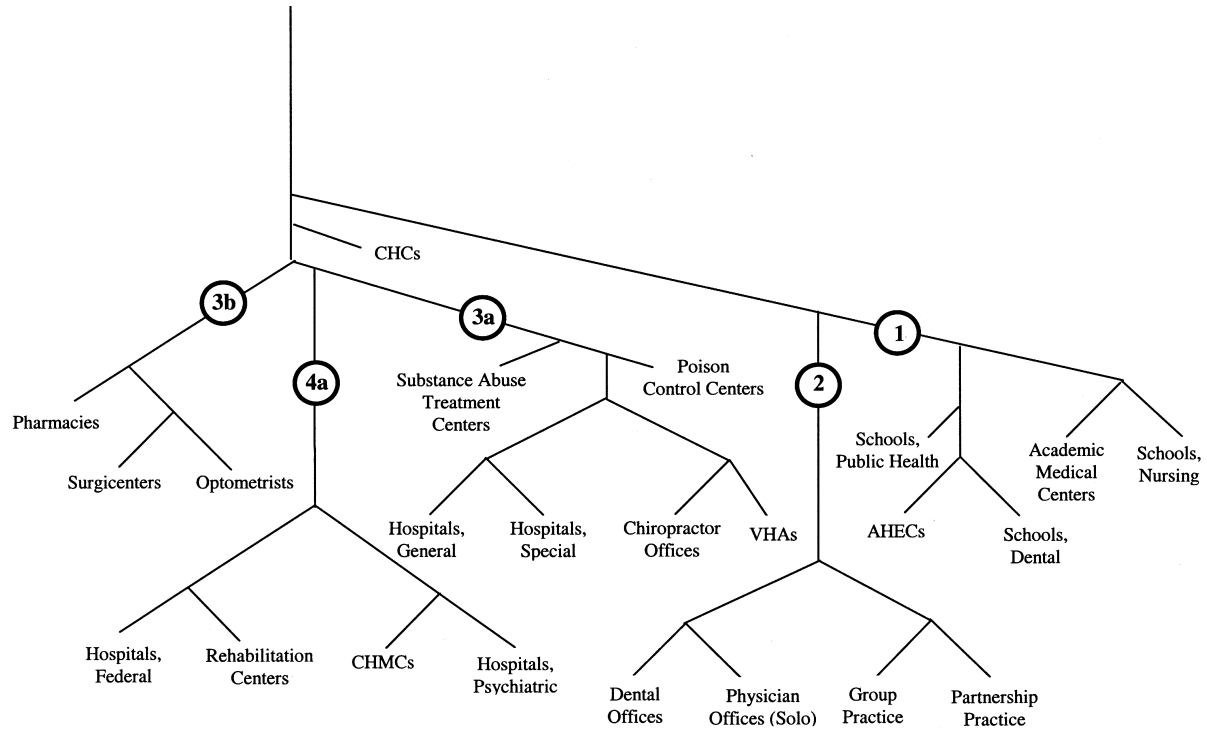 CHCs
3b
3a
1
4a
2
Pharmacies
Surgicenters
Optometrists
Substance Abuse
Treatment
Centers
Poison
Control Centers
Hospitals,
General
Hospitals,
Special
Chiropractor
Offices
VHAs
Schools,
Public Health
AHECs
Schools,
Dental
Academic
Medical
Centers
Schools,
Nursing
Hospitals,
Federal
Rehabilitation
Centers
CHMCs
Hospitals,
Psychiatric
Dental
Offices
Physician
Offices (Solo)
Group
Practice
Partnership
Practice